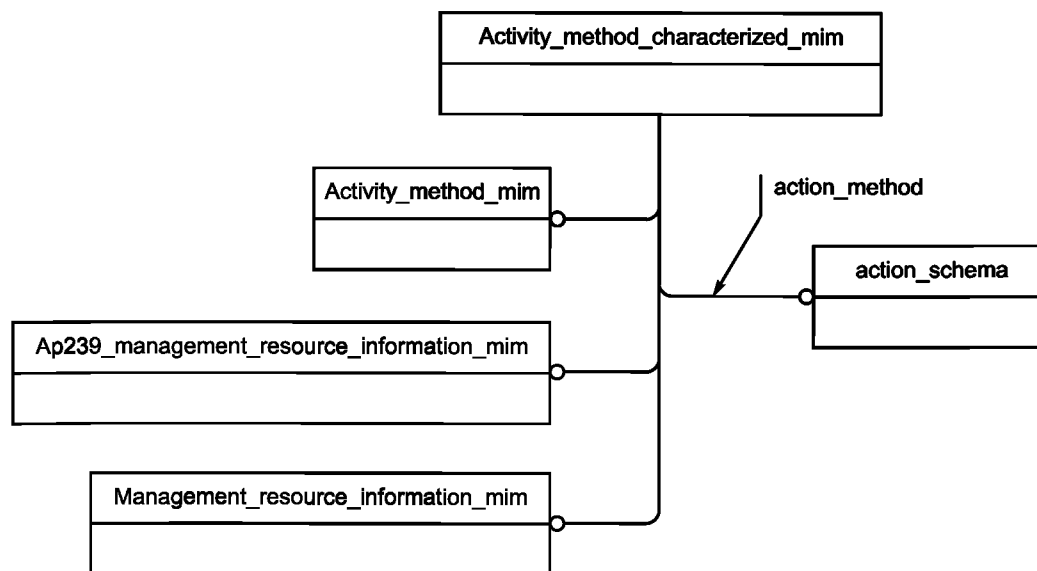 Activity_method_characterized_mim
Activity_method_mim
action_method
action_schema
Ap239_management_resource_information_mim
Management_resource_information_mim